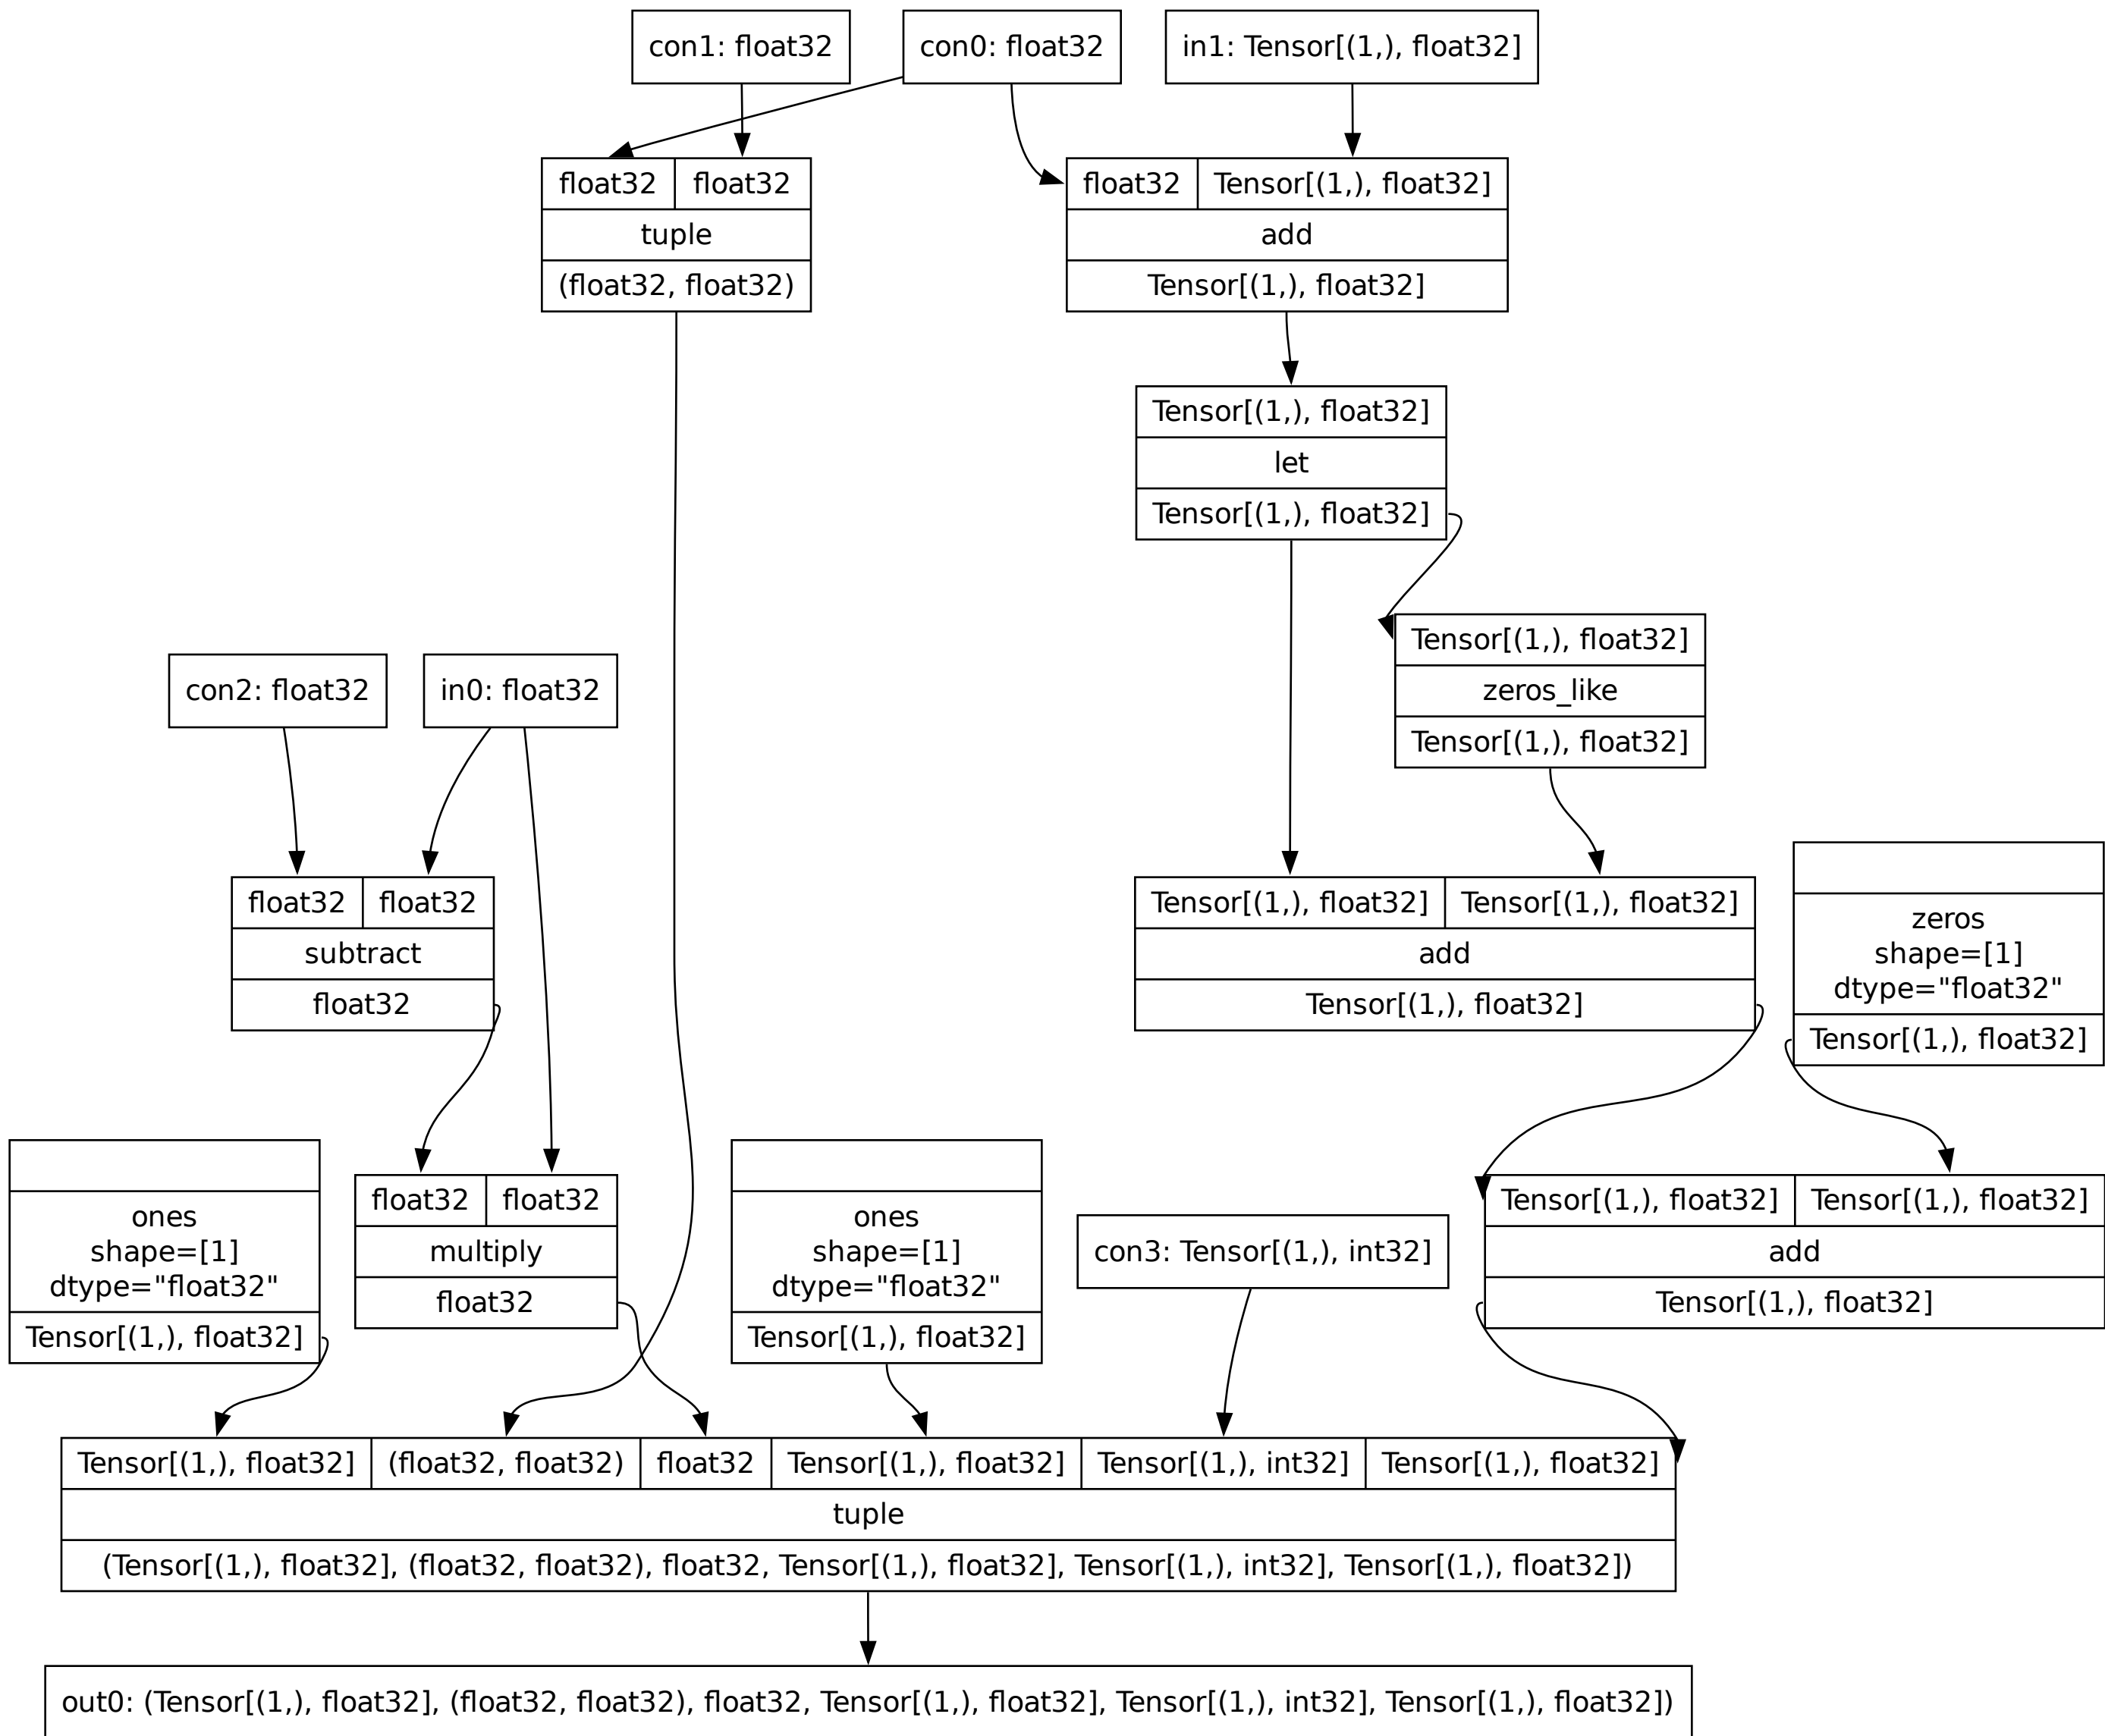 con1: float32
con0: float32
in1: Tensor[(1,), float32]
float32 float32
tuple
(float32, float32)
float32 Tensor[(1,), float32]
add
Tensor[(1,), float32]
Tensor[(1,), float32]
let
Tensor[(1,), float32]
Tensor[(1,), float32]
zeros_like
Tensor[(1,), float32]
con2: float32
in0: float32
float32 float32
subtract
float32
Tensor[(1,), float32] Tensor[(1,), float32]
add
Tensor[(1,), float32]
zeros
shape=[1]
dtype="float32"
Tensor[(1,), float32]
ones
shape=[1]
dtype="float32"
Tensor[(1,), float32]
float32 float32
multiply
float32
ones
shape=[1]
dtype="float32"
Tensor[(1,), float32]
con3: Tensor[(1,), int32]
Tensor[(1,), float32] Tensor[(1,), float32]
add
Tensor[(1,), float32]
Tensor[(1,), float32] (float32, float32) float32 Tensor[(1,), float32] Tensor[(1,), int32] Tensor[(1,), float32]
tuple
(Tensor[(1,), float32], (float32, float32), float32, Tensor[(1,), float32], Tensor[(1,), int32], Tensor[(1,), float32])
out0: (Tensor[(1,), float32], (float32, float32), float32, Tensor[(1,), float32], Tensor[(1,), int32], Tensor[(1,), float32])